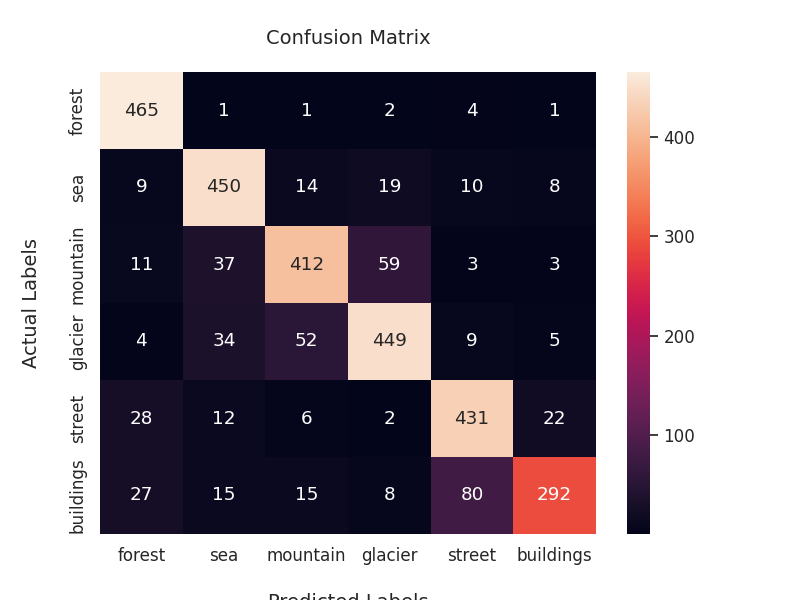 Confusion Matrix
forest 465 1 1 2 4 1
sea 9 450 14 19 10 8
mountain 11 37 412 59 3 3
glacier 4 34 52 449 9 5
street 28 12 6 2 431 22
buildings 27 15 15 8 80 292
forest sea mountain glacier street buildings
Actual Labels
Predicted Labels
400
300
200
100